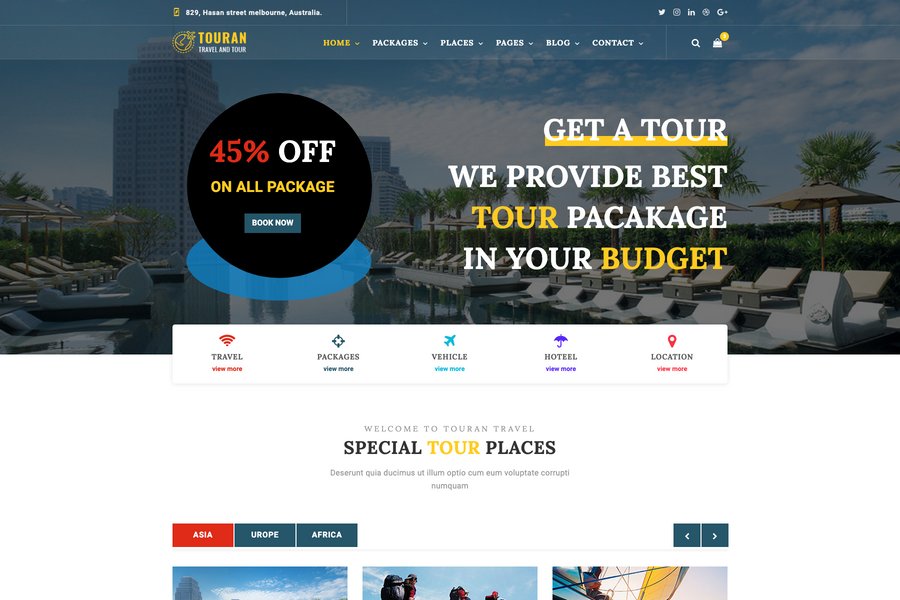 829, Hasan street melbourne, Australia.
TOURAN
TRAVEL AND TOUR
HOME PACKAGES PLACES PAGES BLOG CONTACT
0
45% OFF
ON ALL PACKAGE
BOOK NOW
GET A TOUR
WE PROVIDE BEST
TOUR PACAKAGE
IN YOUR BUDGET
TRAVEL PACKAGES VEHICLE HOTEEL LOCATION
view more view more view more view more view more
WELCOME TO TOURAN TRAVEL
SPECIAL TOUR PLACES
Deserunt quia ducimus ut illum optio cum eum voluptate corrupti
numquam
ASIA UROPE AFRICA